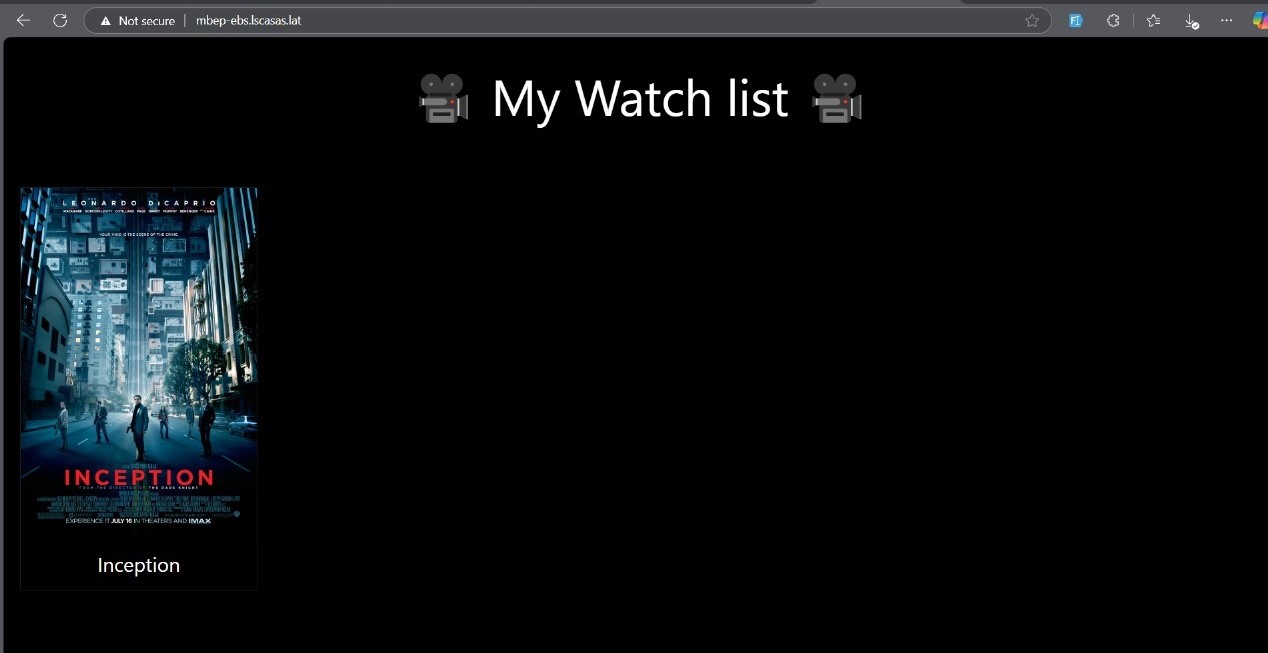 Not secure
mbep-ebs.lscasas.lat
My Watch list
LEONARDO DiCAPRIO
YOUR MIND IS THE SCENE OF THE CRIME.
INCEPTION
FROM THE DIRECTOR OF THE DARK KNIGHT
EXPERIENCE IT JULY 16 IN THEATERS AND IMAX
Inception